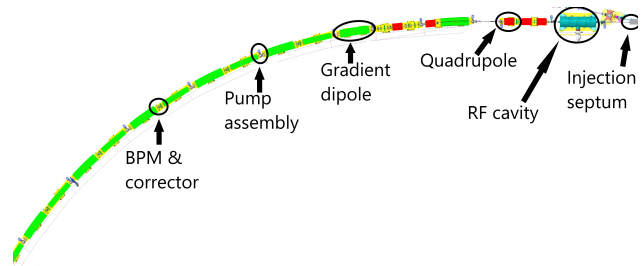 BPM &
corrector
Pump
assembly
Gradient
dipole
Quadrupole
RF cavity
Injection
septum